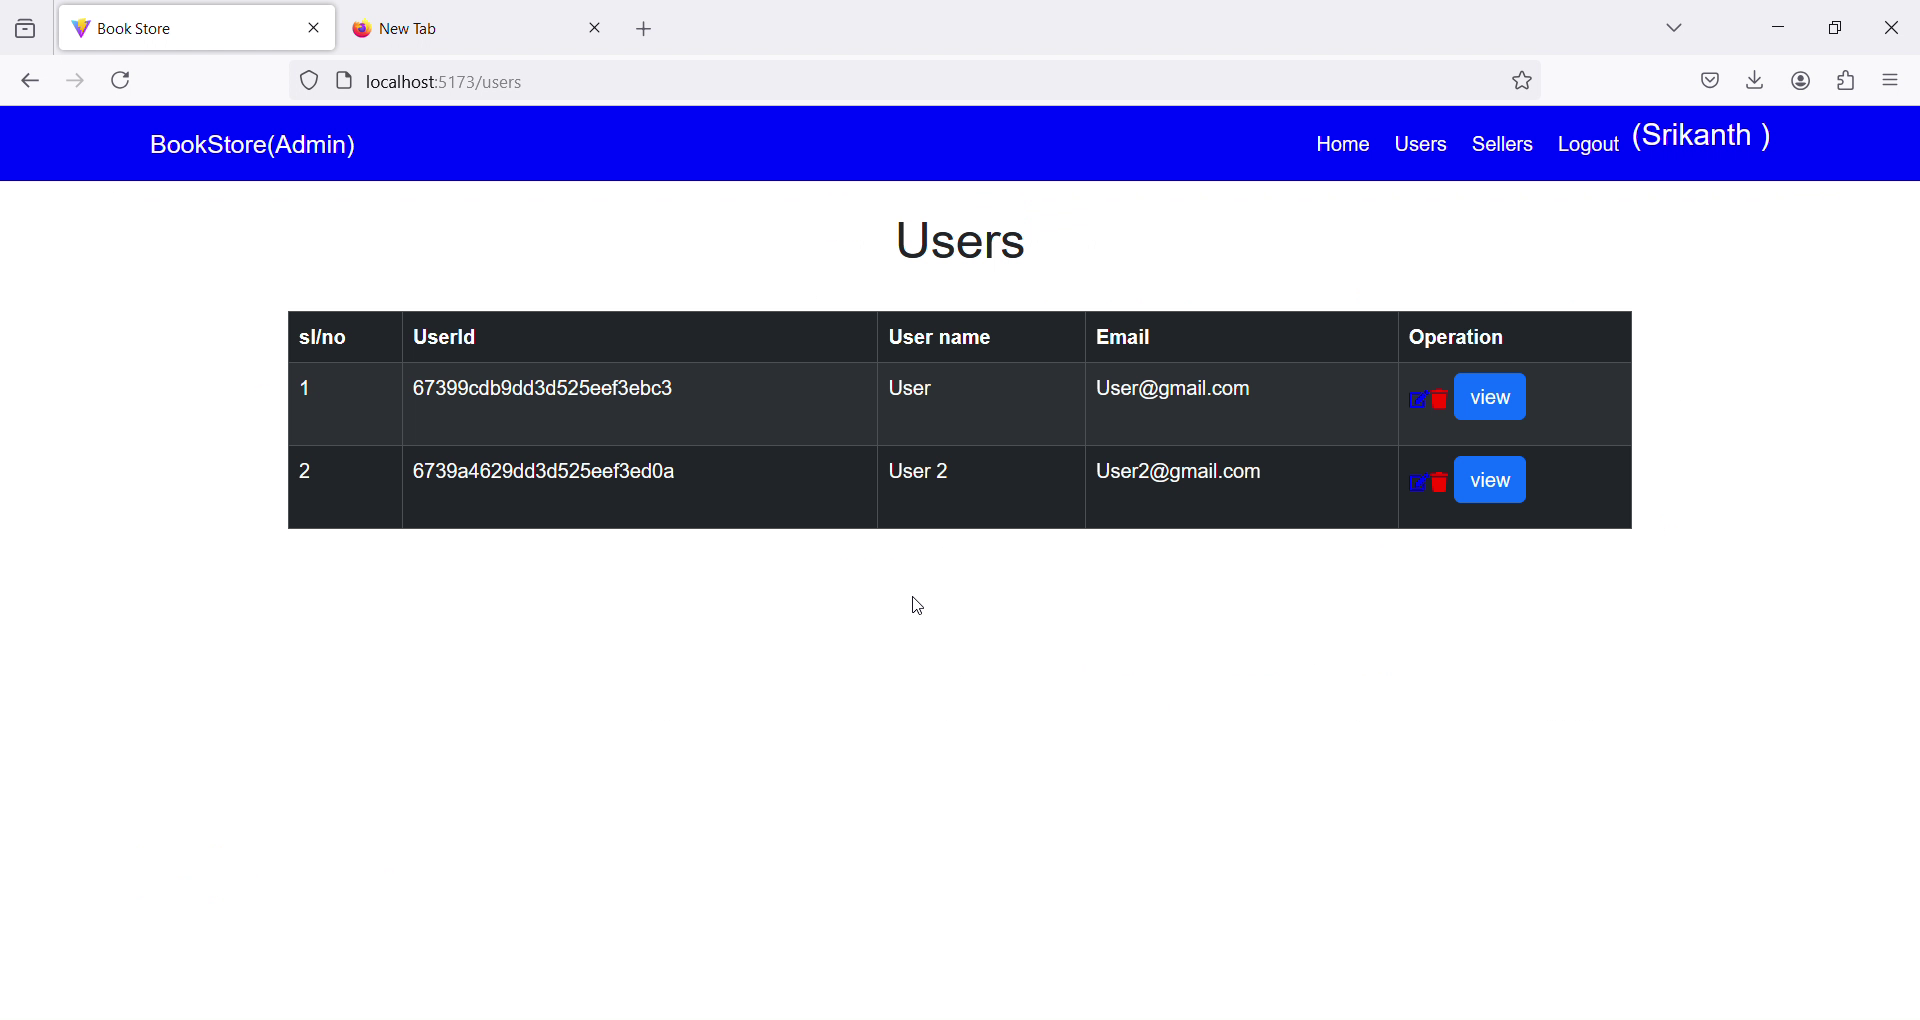 Book Store
New Tab
localhost:5173/users
BookStore(Admin)
Home Users Sellers Logout (Srikanth )
Users
sl/no UserId User name Email Operation
1 67399cdb9dd3d525eef3ebc3 User User@gmail.com view
2 6739a4629dd3d525eef3ed0a User 2 User2@gmail.com view